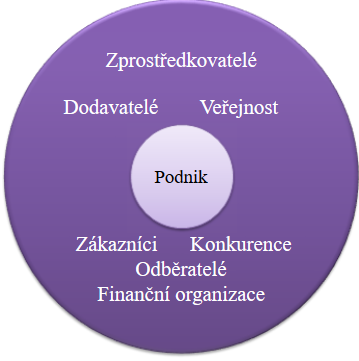 Zprostředkovatelé
Dodavatelé Veřejnost
Podnik
Zákazníci Konkurence
Odběratelé
Finanční organizace